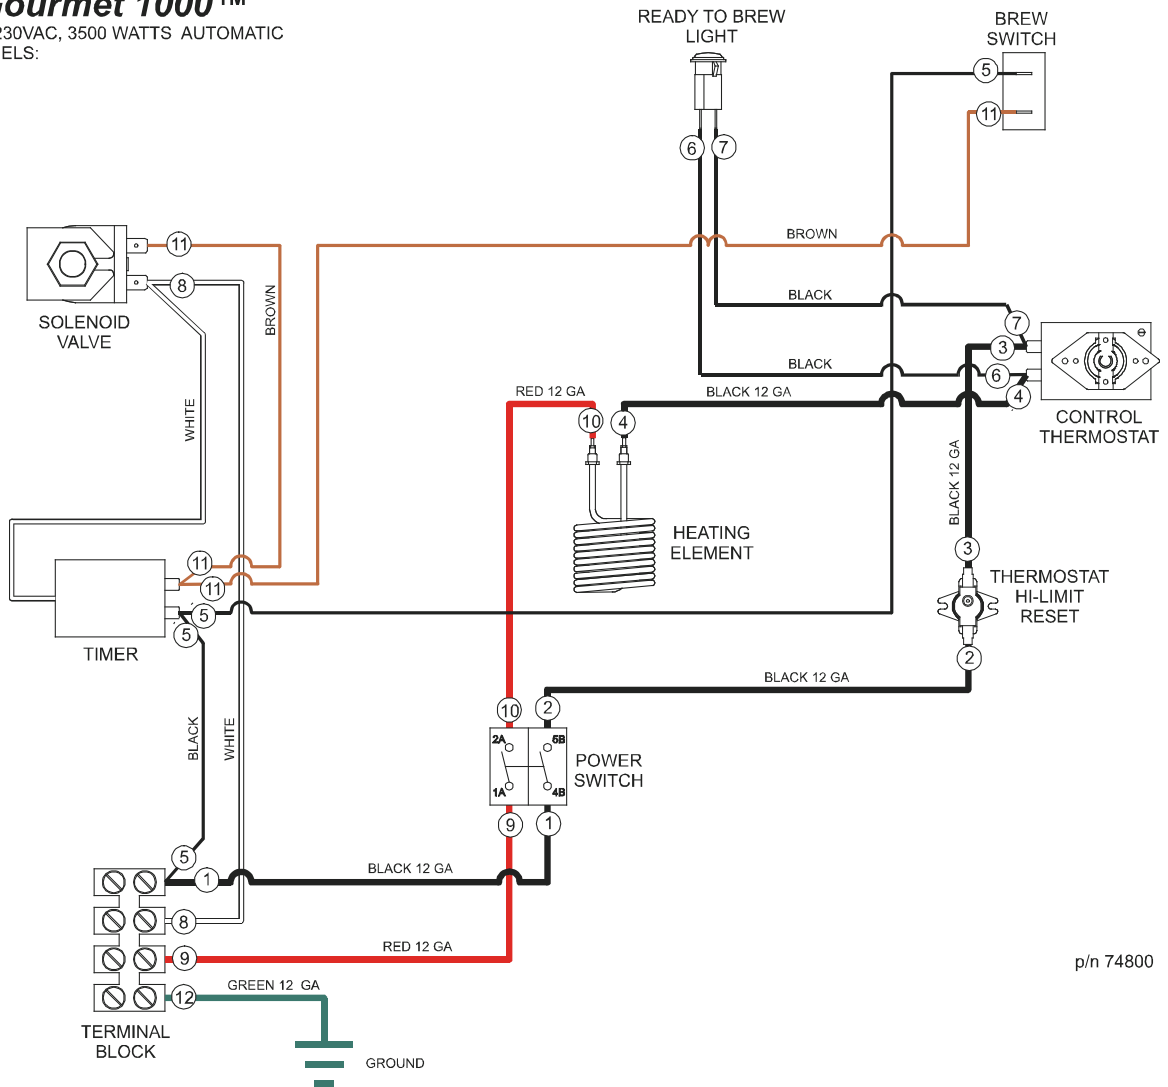 ourmet 1000™
230VAC, 3500 WATTS AUTOMATIC
ELS:
READY TO BREW
LIGHT
BREW
SWITCH
5
11
6
7
11
BROWN
8
BROWN
BLACK
SOLENOID
VALVE
7
3
BLACK
6
WHITE
RED 12 GA
BLACK 12 GA
4
10
4
CONTROL
THERMOSTAT
BLACK 12 GA
HEATING
ELEMENT
3
11
11
THERMOSTAT
HI-LIMIT
RESET
5
5
TIMER
2
BLACK 12 GA
BLACK
WHITE
10
2
2A
5B
POWER
SWITCH
1A
4B
9
1
5
1
BLACK 12 GA
8
RED 12 GA
9
p/n 74800
GREEN 12 GA
12
TERMINAL
BLOCK
GROUND